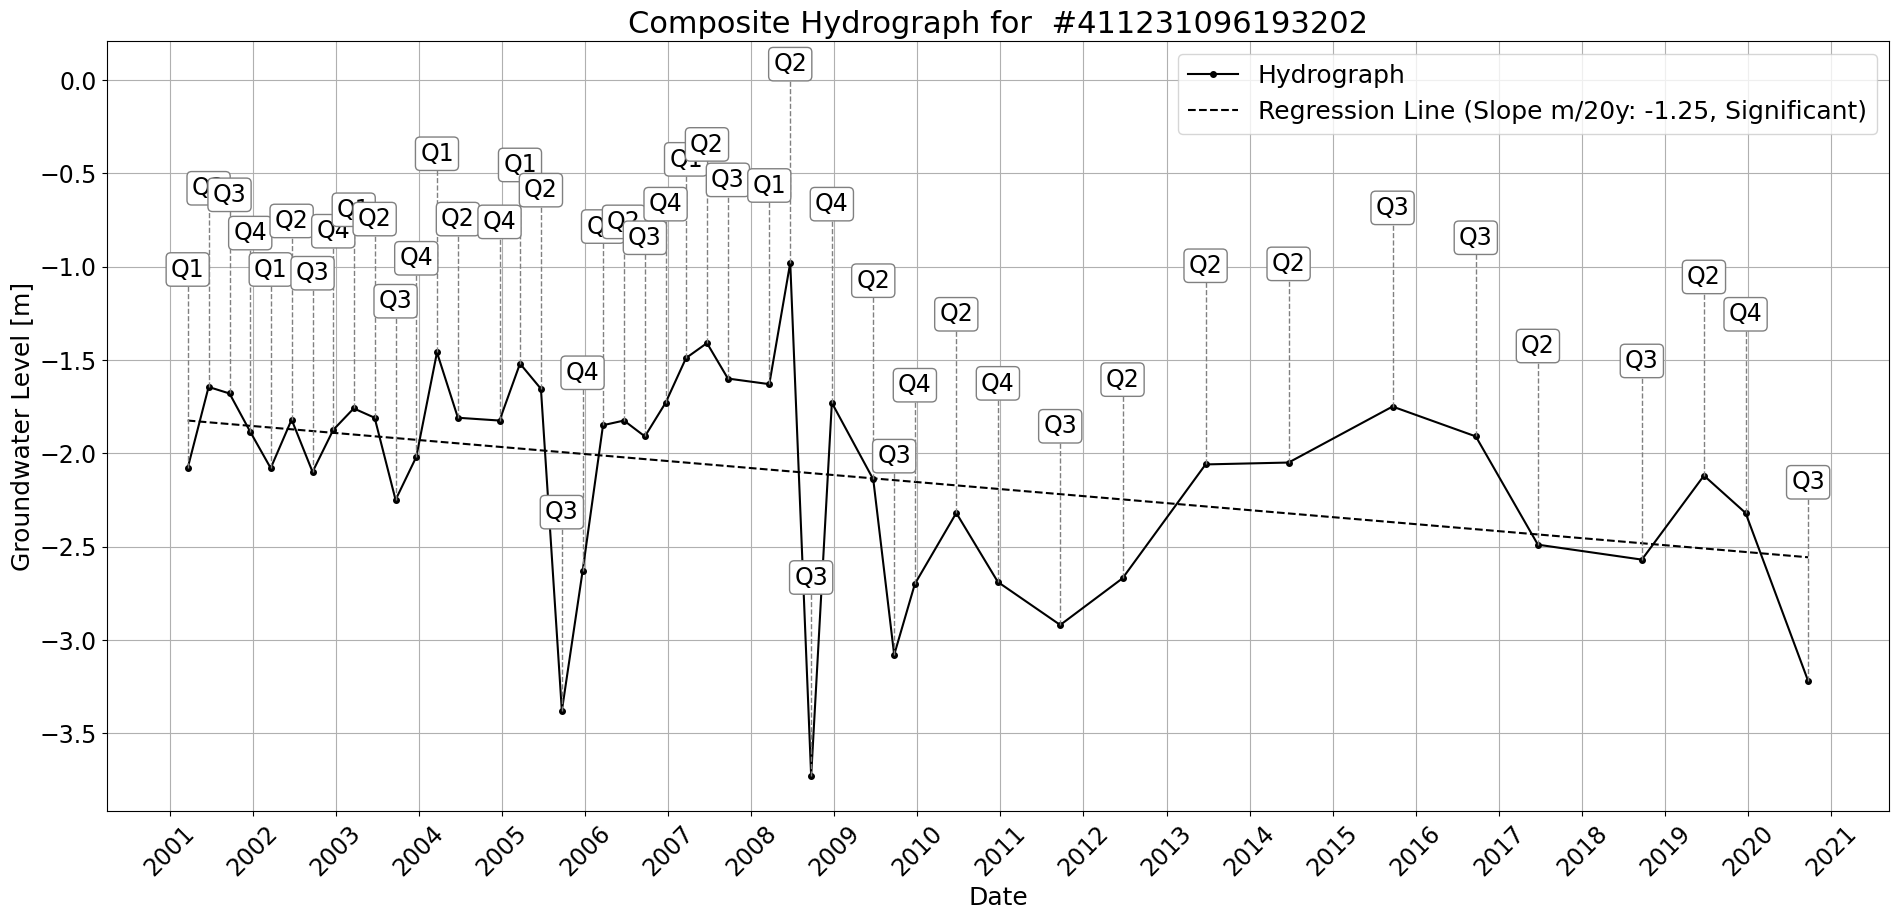 Composite Hydrograph for  #411231096193202
Hydrograph
Regression Line (Slope m/20y: -1.25, Significant)
Groundwater Level [m]
0.0
−0.5
−1.0
−1.5
−2.0
−2.5
−3.0
−3.5
Q1
Q3
Q4
Q1
Q2
Q3
Q4
Q1
Q2
Q3
Q4
Q1
Q2
Q4
Q1
Q2
Q3
Q4
Q2
Q3
Q4
Q1
Q2
Q3
Q1
Q2
Q3
Q4
Q2
Q3
Q4
Q2
Q4
Q3
Q2
Q2
Q2
Q3
Q3
Q2
Q3
Q2
Q4
Q3
2001
2002
2003
2004
2005
2006
2007
2008
2009
2010
2011
2012
2013
2014
2015
2016
2017
2018
2019
2020
2021
Date